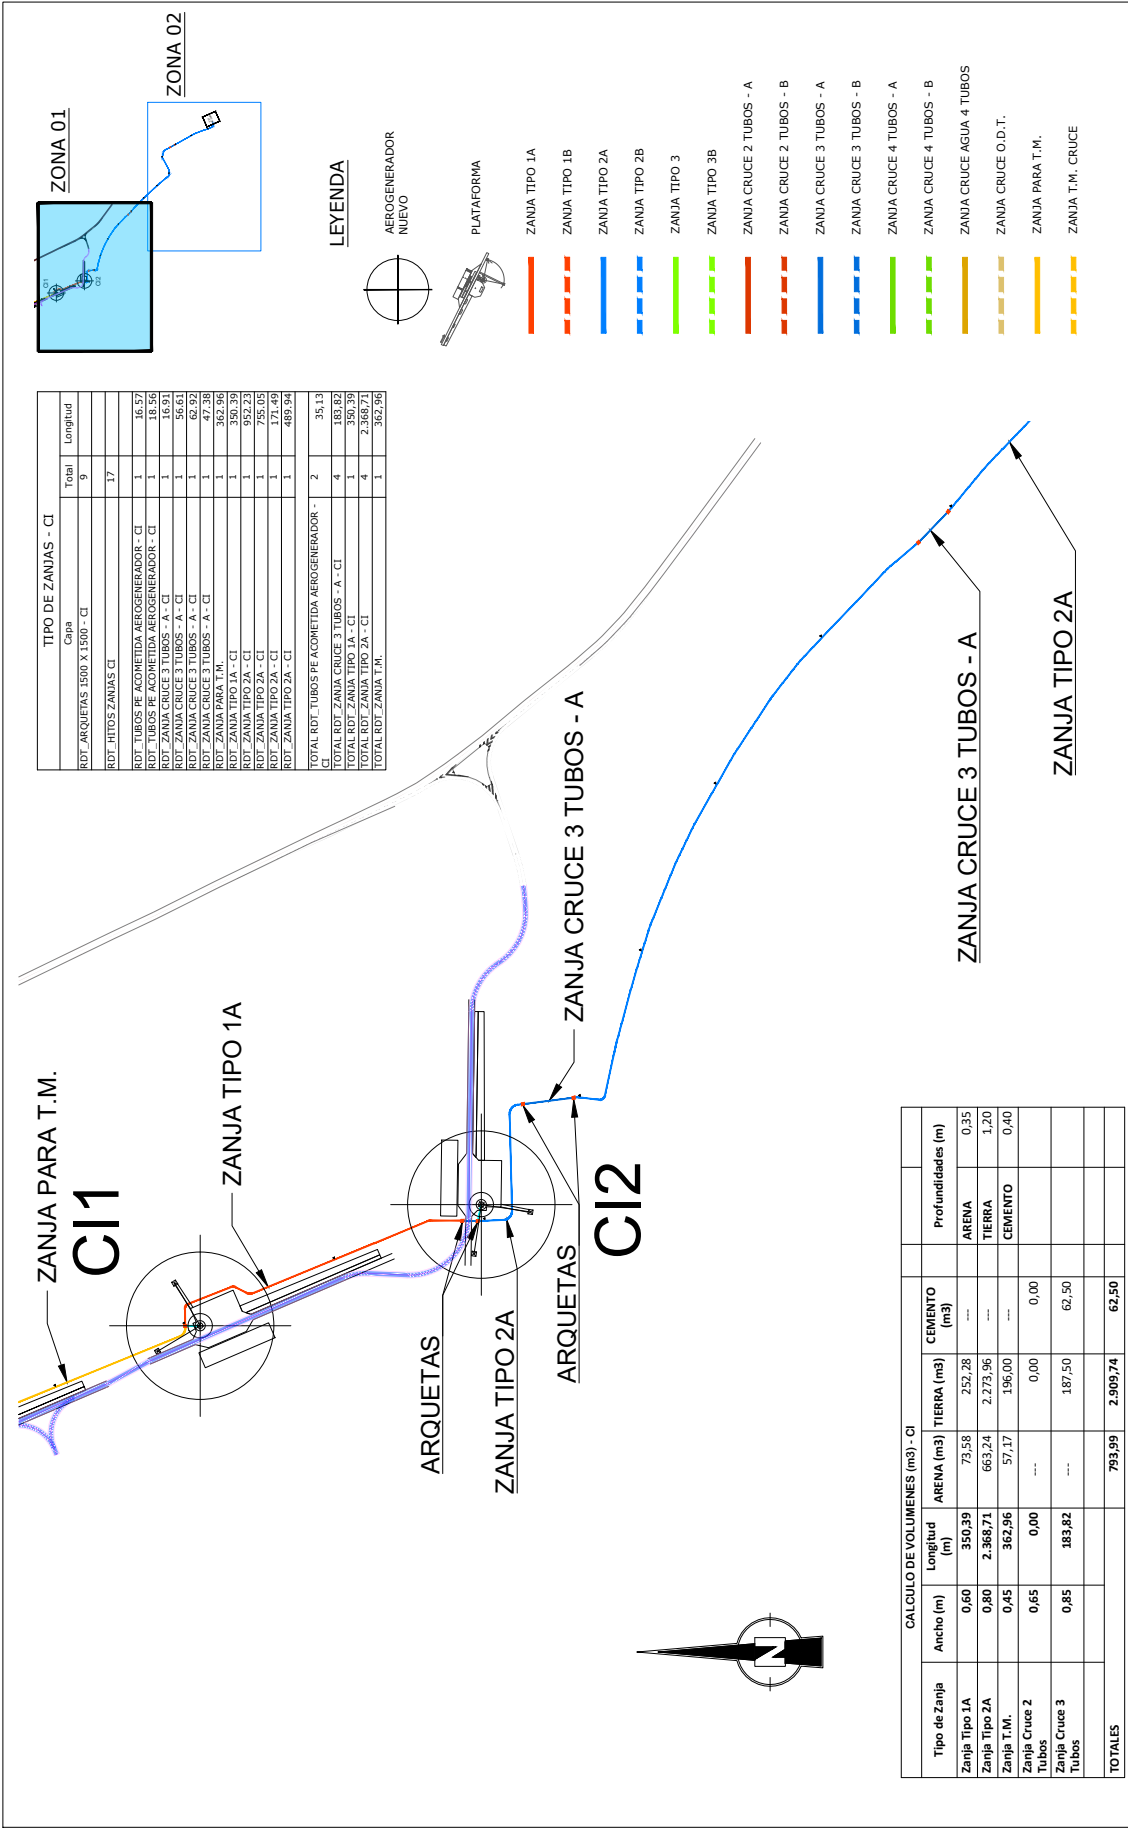 ZONA 01
ZONA 02
CI1
CI2
LEYENDA
AEROGENERADOR
NUEVO
PLATAFORMA
ZANJA TIPO 1A
ZANJA TIPO 1B
ZANJA TIPO 2A
ZANJA TIPO 2B
ZANJA TIPO 3
ZANJA TIPO 3B
ZANJA CRUCE 2 TUBOS - A
ZANJA CRUCE 2 TUBOS - B
ZANJA CRUCE 3 TUBOS - A
ZANJA CRUCE 3 TUBOS - B
ZANJA CRUCE 4 TUBOS - A
ZANJA CRUCE 4 TUBOS - B
ZANJA CRUCE AGUA 4 TUBOS
ZANJA CRUCE O.D.T.
ZANJA PARA T.M.
ZANJA T.M. CRUCE
TIPO DE ZANJAS - CI
Capa Total Longitud
RDT_ARQUETAS 1500 X 1500 - CI 9
RDT_HITOS ZANJAS CI 17
RDT_TUBOS PE ACOMETIDA AEROGENERADOR - CI 1 16.57
RDT_TUBOS PE ACOMETIDA AEROGENERADOR - CI 1 18.56
RDT_ZANJA CRUCE 3 TUBOS - A - CI 1 16.91
RDT_ZANJA CRUCE 3 TUBOS - A - CI 1 56.61
RDT_ZANJA CRUCE 3 TUBOS - A - CI 1 62.92
RDT_ZANJA CRUCE 3 TUBOS - A - CI 1 47.38
RDT_ZANJA PARA T.M. 1 362.96
RDT_ZANJA TIPO 1A - CI 1 350.39
RDT_ZANJA TIPO 2A - CI 1 952.23
RDT_ZANJA TIPO 2A - CI 1 755.05
RDT_ZANJA TIPO 2A - CI 1 171.49
RDT_ZANJA TIPO 2A - CI 1 489.94
TOTAL RDT_TUBOS PE ACOMETIDA AEROGENERADOR - CI 2 35,13
TOTAL RDT_ZANJA CRUCE 3 TUBOS - A - CI 4 183,82
TOTAL RDT_ZANJA TIPO 1A - CI 1 350,39
TOTAL RDT_ZANJA TIPO 2A - CI 4 2.368,71
TOTAL RDT_ZANJA T.M. 1 362,96
ZANJA PARA T.M.
CI1
ZANJA TIPO 1A
ARQUETAS
ZANJA TIPO 2A
ARQUETAS
CI2
ZANJA CRUCE 3 TUBOS - A
ZANJA CRUCE 3 TUBOS - A
ZANJA TIPO 2A
N
CALCULO DE VOLUMENES (m3) - CI
Tipo de Zanja Ancho (m) Longitud (m) ARENA (m3) TIERRA (m3) CEMENTO (m3) Profundidades (m)
Zanja Tipo 1A 0,60 350,39 73,58 252,28 --- ARENA 0,35
Zanja Tipo 2A 0,80 2.368,71 663,24 2.273,96 --- TIERRA 1,20
Zanja T.M. 0,45 362,96 57,17 196,00 --- CEMENTO 0,40
Zanja Cruce 2 Tubos 0,65 0,00 --- 0,00 0,00
Zanja Cruce 3 Tubos 0,85 183,82 --- 187,50 62,50
TOTALES 793,99 2.909,74 62,50